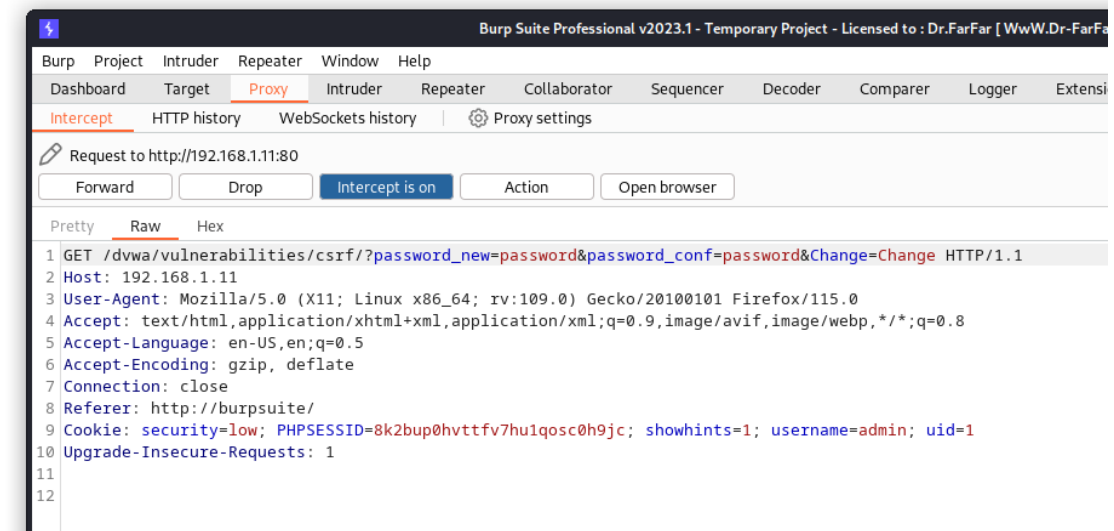 Burp Suite Professional v2023.1 - Temporary Project - Licensed to : Dr.FarFar [ WwW.Dr-FarFa
Burp Project Intruder Repeater Window Help
Dashboard Target Proxy Intruder Repeater Collaborator Sequencer Decoder Comparer Logger Extensi
Intercept HTTP history WebSockets history Proxy settings
Request to http://192.168.1.11:80
Forward Drop Intercept is on Action Open browser
Pretty Raw Hex
1 GET /dvwa/vulnerabilities/csrf/?password_new=password&password_conf=password&Change=Change HTTP/1.1
2 Host: 192.168.1.11
3 User-Agent: Mozilla/5.0 (X11; Linux x86_64; rv:109.0) Gecko/20100101 Firefox/115.0
4 Accept: text/html,application/xhtml+xml,application/xml;q=0.9,image/avif,image/webp,*/*;q=0.8
5 Accept-Language: en-US,en;q=0.5
6 Accept-Encoding: gzip, deflate
7 Connection: close
8 Referer: http://burpsuite/
9 Cookie: security=low; PHPSESSID=8k2bup0hvttfv7hu1qosc0h9jc; showhints=1; username=admin; uid=1
10 Upgrade-Insecure-Requests: 1
11
12